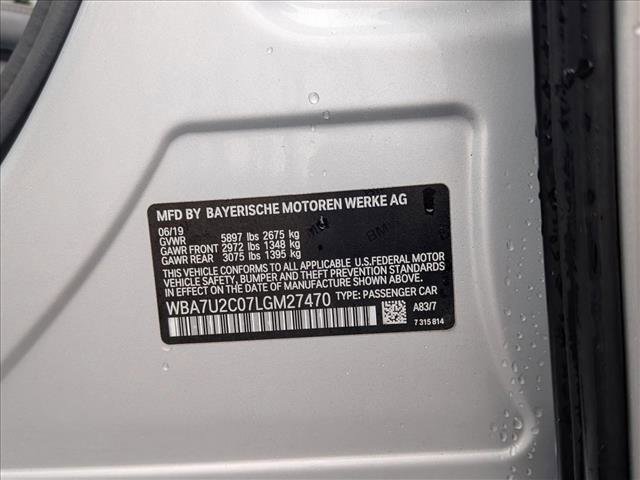 MFD BY BAYERISCHE MOTOREN WERKE AG
06/19
GVWR 5897 lbs 2675 kg
GAWR FRONT 2972 lbs 1348 kg
GAWR REAR 3075 lbs 1395 kg
THIS VEHICLE CONFORMS TO ALL APPLICABLE U.S.FEDERAL MOTOR
VEHICLE SAFETY, BUMPER AND THEFT PREVENTION STANDARDS
IN EFFECT ON THE DATE OF MANUFACTURE SHOWN ABOVE.
WBA7U2C07LGM27470 TYPE: PASSENGER CAR
A83/7
7 315 814